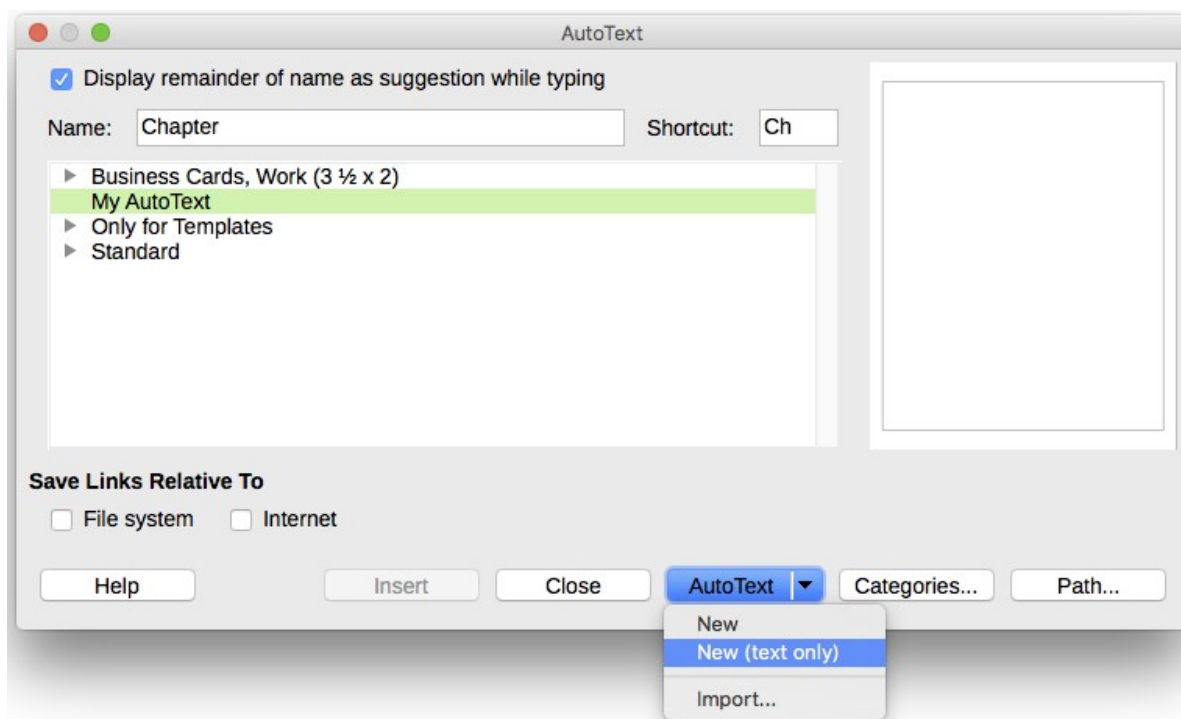 AutoText
Display remainder of name as suggestion while typing
Name: Chapter Shortcut: Ch
Business Cards, Work (3 ½ x 2)
My AutoText
Only for Templates
Standard
Save Links Relative To
File system Internet
Help Insert Close AutoText Categories... Path...
New
New (text only)
Import...